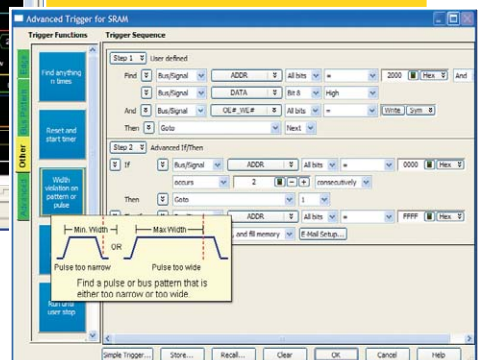 Advanced Trigger for SRAM
Trigger Functions Trigger Sequence
Edge
Bus Pattern
Other
Advanced
Find anything
n times
Reset and
start timer
Width
violation on
pattern or
pulse
Run until
user stop
Step 1 User defined
Find Bus/Signal ADDR All bits = 2000 Hex And
Bus/Signal DATA Bit 8 High
And Bus/Signal OE#_WE# All bits = Write Sym
Then Goto Next
Step 2 Advanced If/Then
If Bus/Signal ADDR All bits = 0000 Hex
occurs 2 - + consecutively
Then Goto 1
ADDR All bits = FFFF Hex
, and fill memory E-Mail Setup...
Min. Width OR Max Width
Pulse too narrow Pulse too wide
Find a pulse or bus pattern that is
either too narrow or too wide.
Simple Trigger... Store... Recall... Clear OK Cancel Help